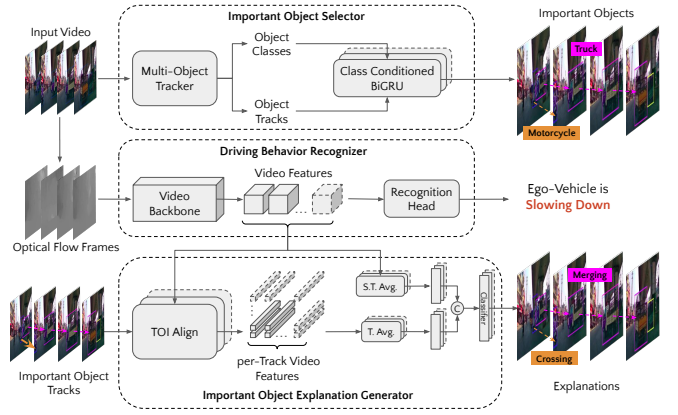 Important Object Selector
Important Objects
Input Video
Object
Classes
Multi-Object
Tracker
Class Conditioned
BiGRU
Object
Tracks
Truck
Motorcycle
Driving Behavior Recognizer
Video Features
Video
Backbone
...
Recognition
Head
Ego-Vehicle is
Slowing Down
Optical Flow Frames
TOI Align
...
per-Track Video
Features
S.T. Avg.
T. Avg.
C
Classifier
Merging
Crossing
Important Object
Tracks
Explanations
Important Object Explanation Generator